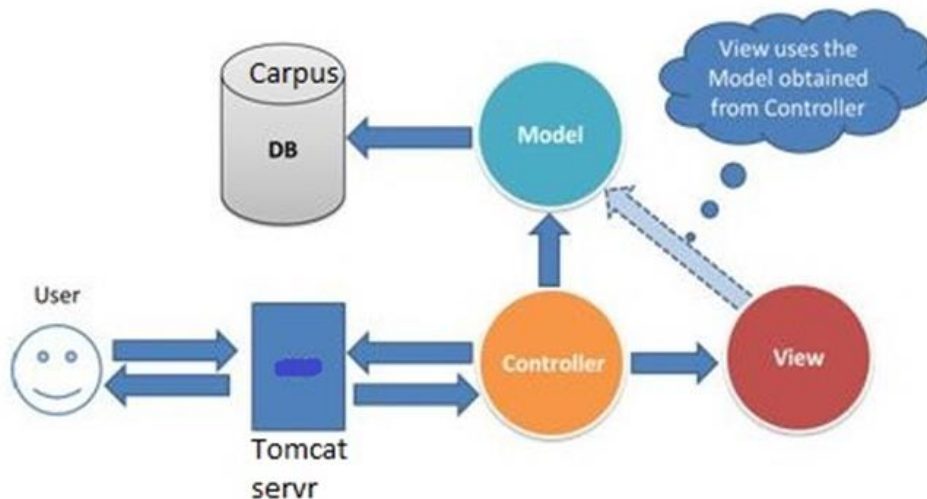 Carpus
DB
Model
View uses the
Model obtained
from Controller
User
Controller
View
Tomcat
servr